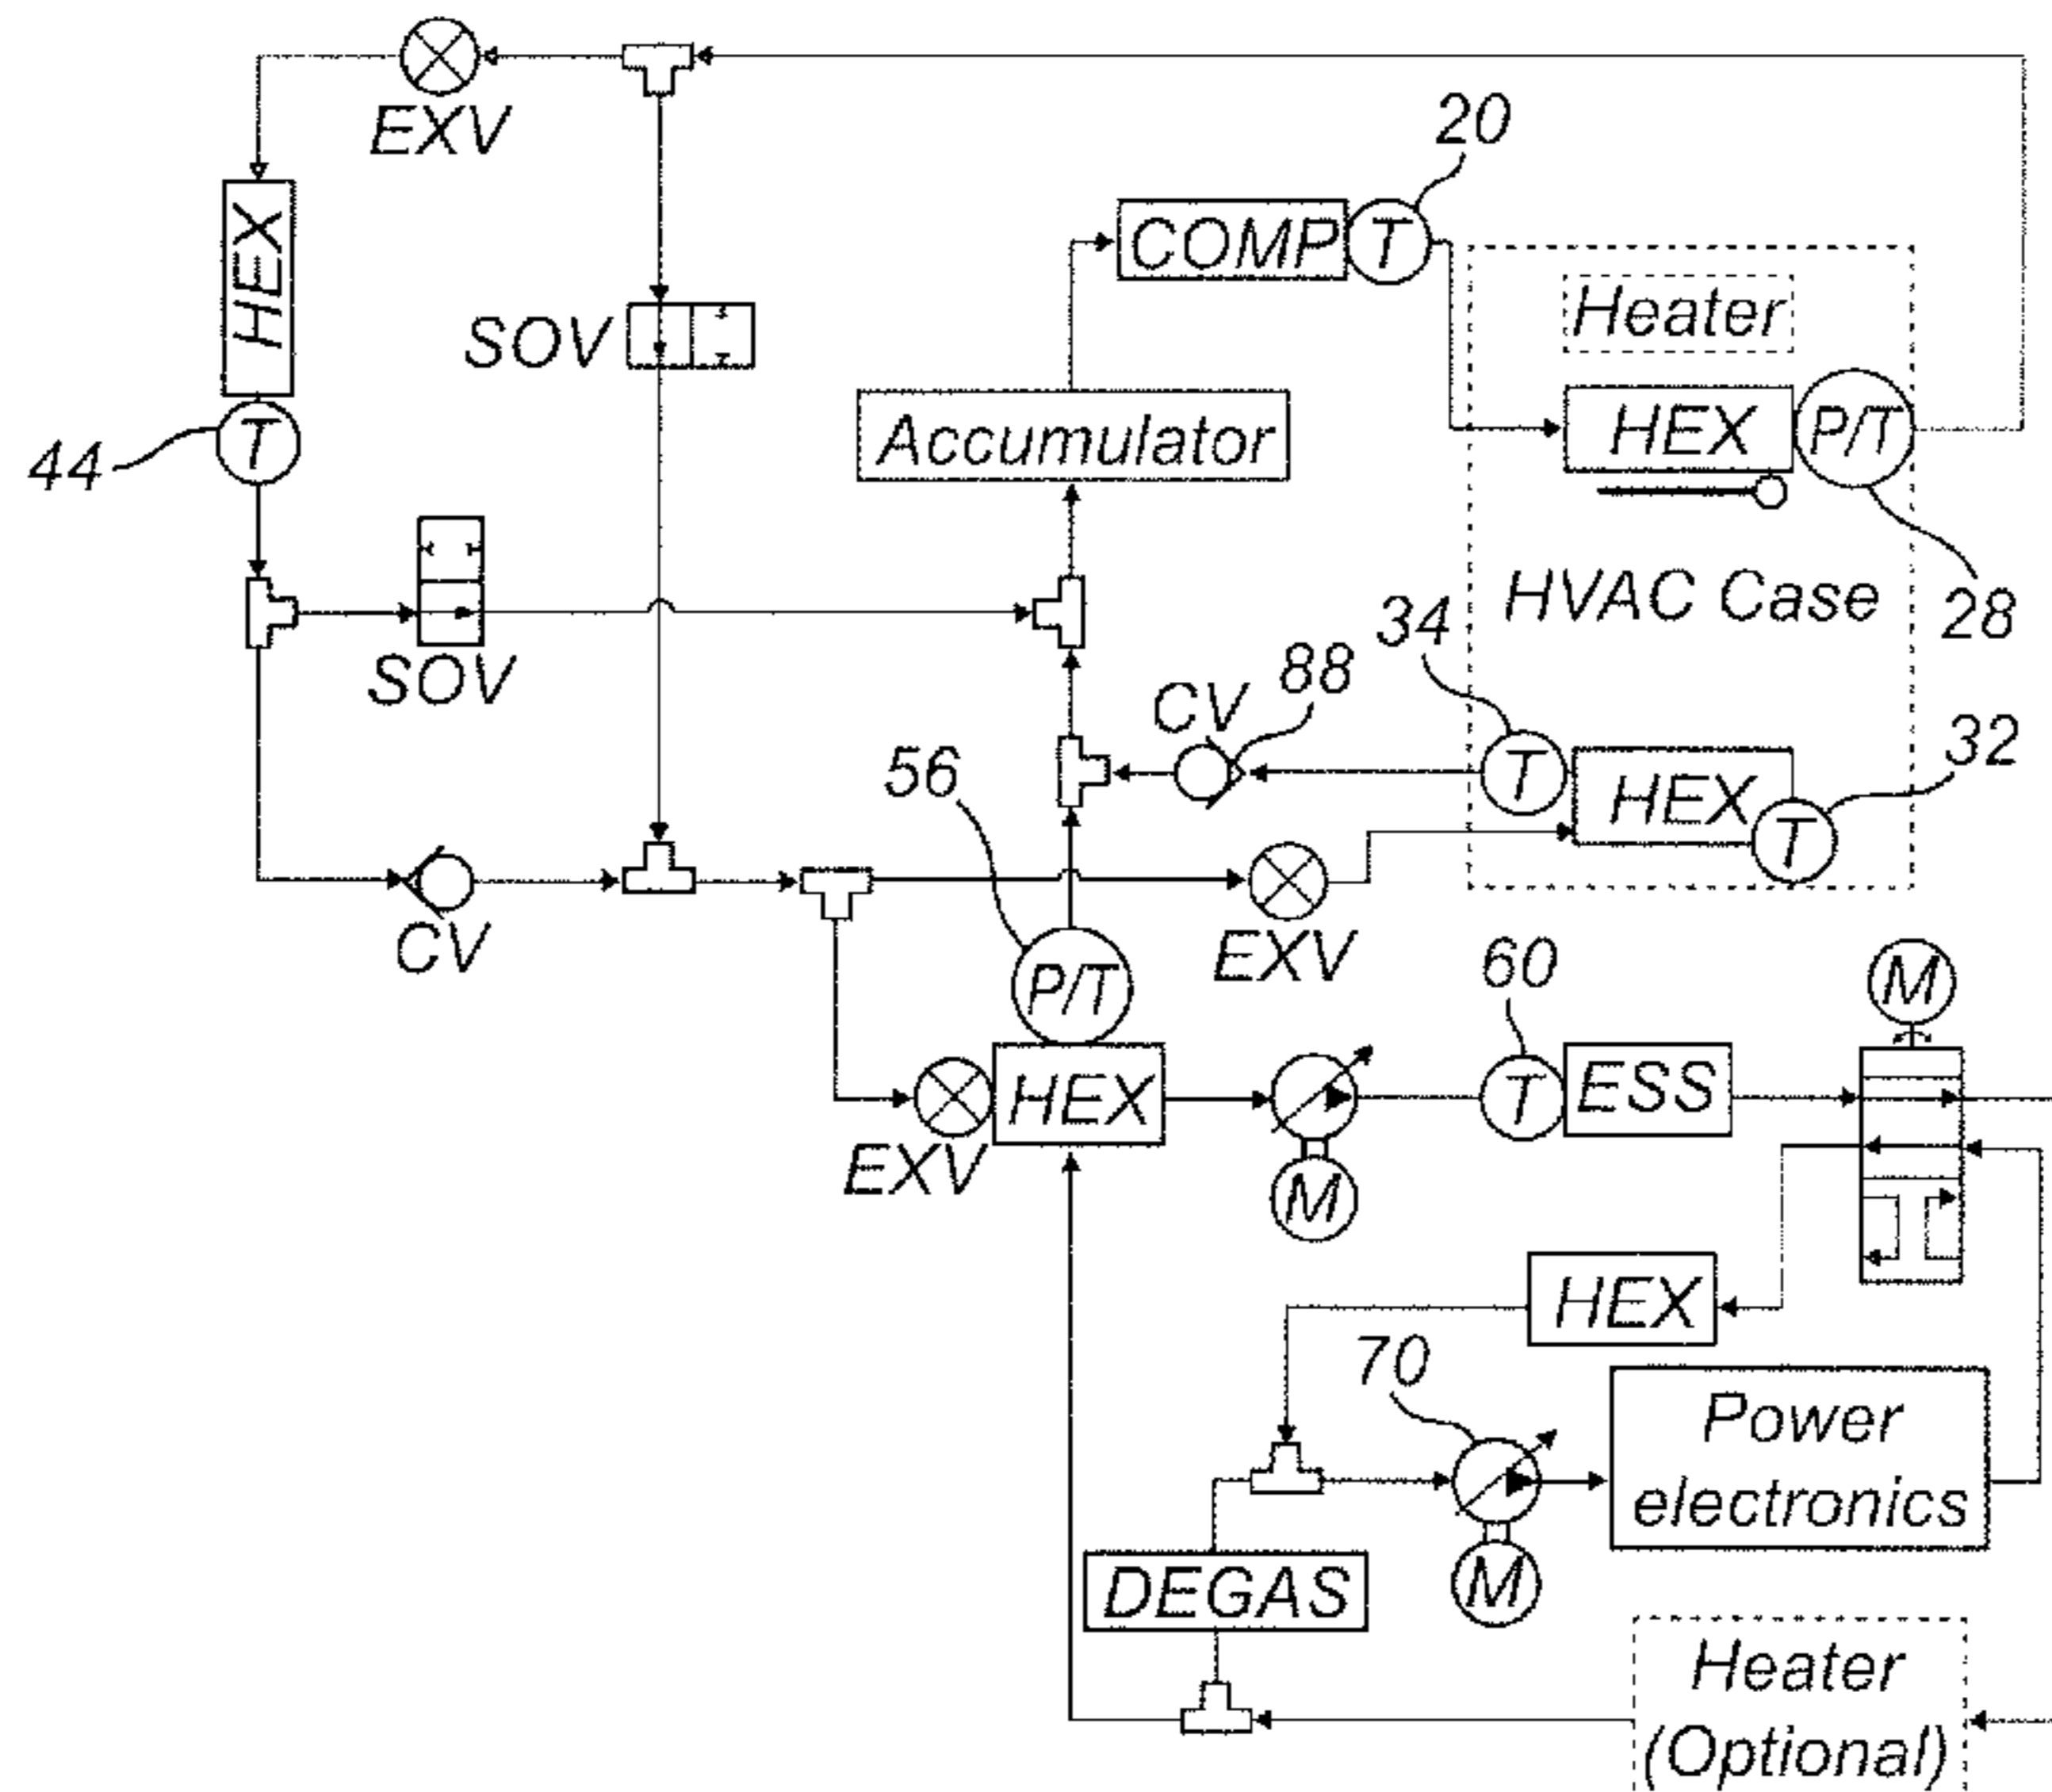 EXV
20
COMP
T
HEX
Heater
SOV
HEX
P/T
Accumulator
T
44
HVAC Case
28
34
SOV
88
CV
32
T
HEX
56
T
CV
EXV
P/T
60
M
T
ESS
HEX
EXV
M
HEX
70
Power
electronics
DEGAS
M
Heater
(Optional)